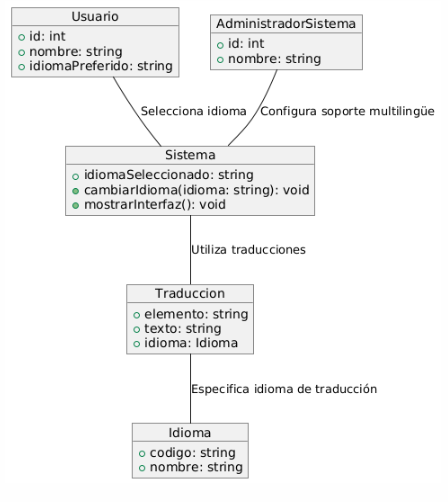 Usuario
id: int
nombre: string
idiomaPreferido: string
AdministradorSistema
id: int
nombre: string
Selecciona idioma
Configura soporte multilingüe
Sistema
idiomaSeleccionado: string
cambiarIdioma(idioma: string): void
mostrarInterfaz(): void
Utiliza traducciones
Traduccion
elemento: string
texto: string
idioma: Idioma
Especifica idioma de traducción
Idioma
codigo: string
nombre: string